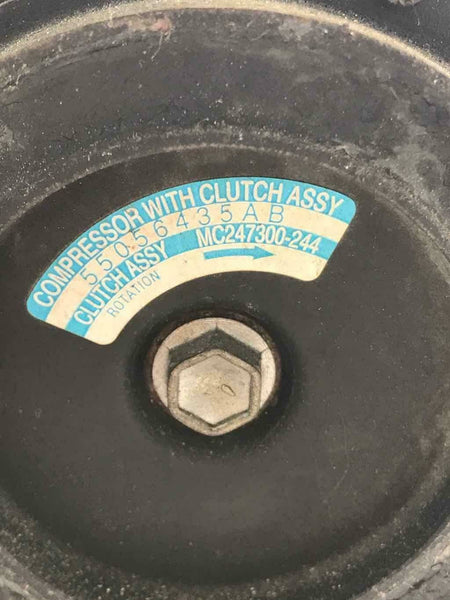 COMPRESSOR WITH CLUTCH ASSY
55056435AB
CLUTCH ASSY MC247300-244
ROTATION